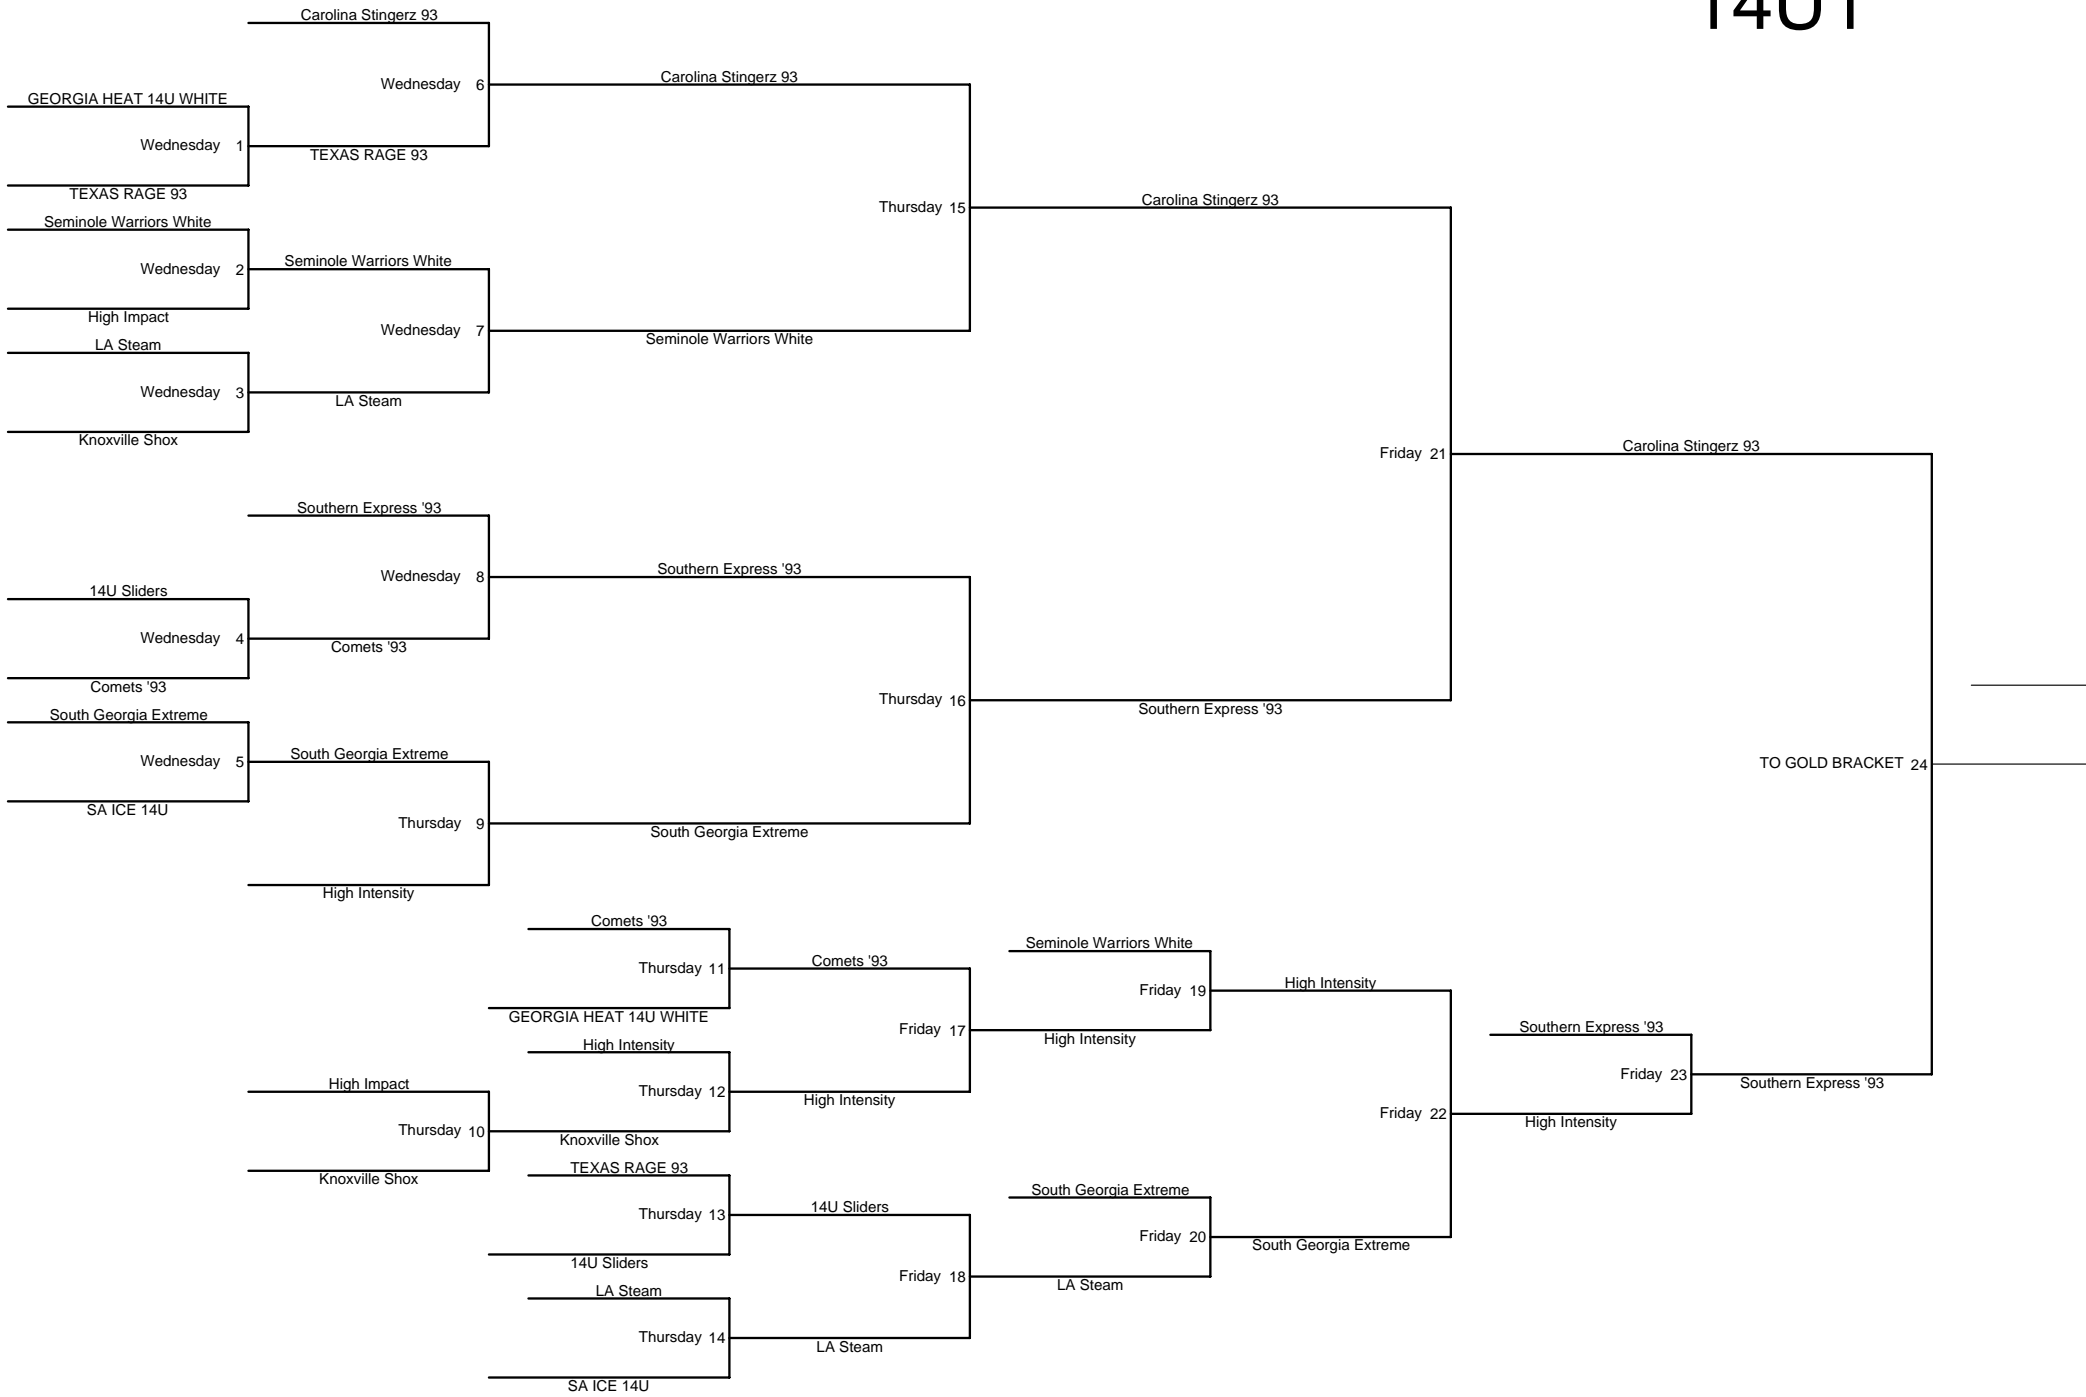 14U1
Carolina Stingerz 93
Wednesday 6
Carolina Stingerz 93
GEORGIA HEAT 14U WHITE
Wednesday 1
TEXAS RAGE 93
TEXAS RAGE 93
Thursday 15
Carolina Stingerz 93
Seminole Warriors White
Wednesday 2
Seminole Warriors White
High Impact
Wednesday 7
Seminole Warriors White
LA Steam
Wednesday 3
LA Steam
Knoxville Shox
Friday 21
Carolina Stingerz 93
Southern Express '93
Wednesday 8
Southern Express '93
14U Sliders
Wednesday 4
Comets '93
Comets '93
Thursday 16
Southern Express '93
South Georgia Extreme
Wednesday 5
South Georgia Extreme
SA ICE 14U
TO GOLD BRACKET 24
Thursday 9
South Georgia Extreme
High Intensity
Comets '93
Thursday 11
Comets '93
GEORGIA HEAT 14U WHITE
Seminole Warriors White
Friday 19
High Intensity
Friday 17
High Intensity
High Intensity
Thursday 12
High Intensity
High Impact
Thursday 10
Knoxville Shox
Knoxville Shox
Southern Express '93
Friday 23
Southern Express '93
Friday 22
High Intensity
TEXAS RAGE 93
Thursday 13
14U Sliders
14U Sliders
South Georgia Extreme
Friday 20
South Georgia Extreme
Friday 18
LA Steam
LA Steam
Thursday 14
LA Steam
SA ICE 14U